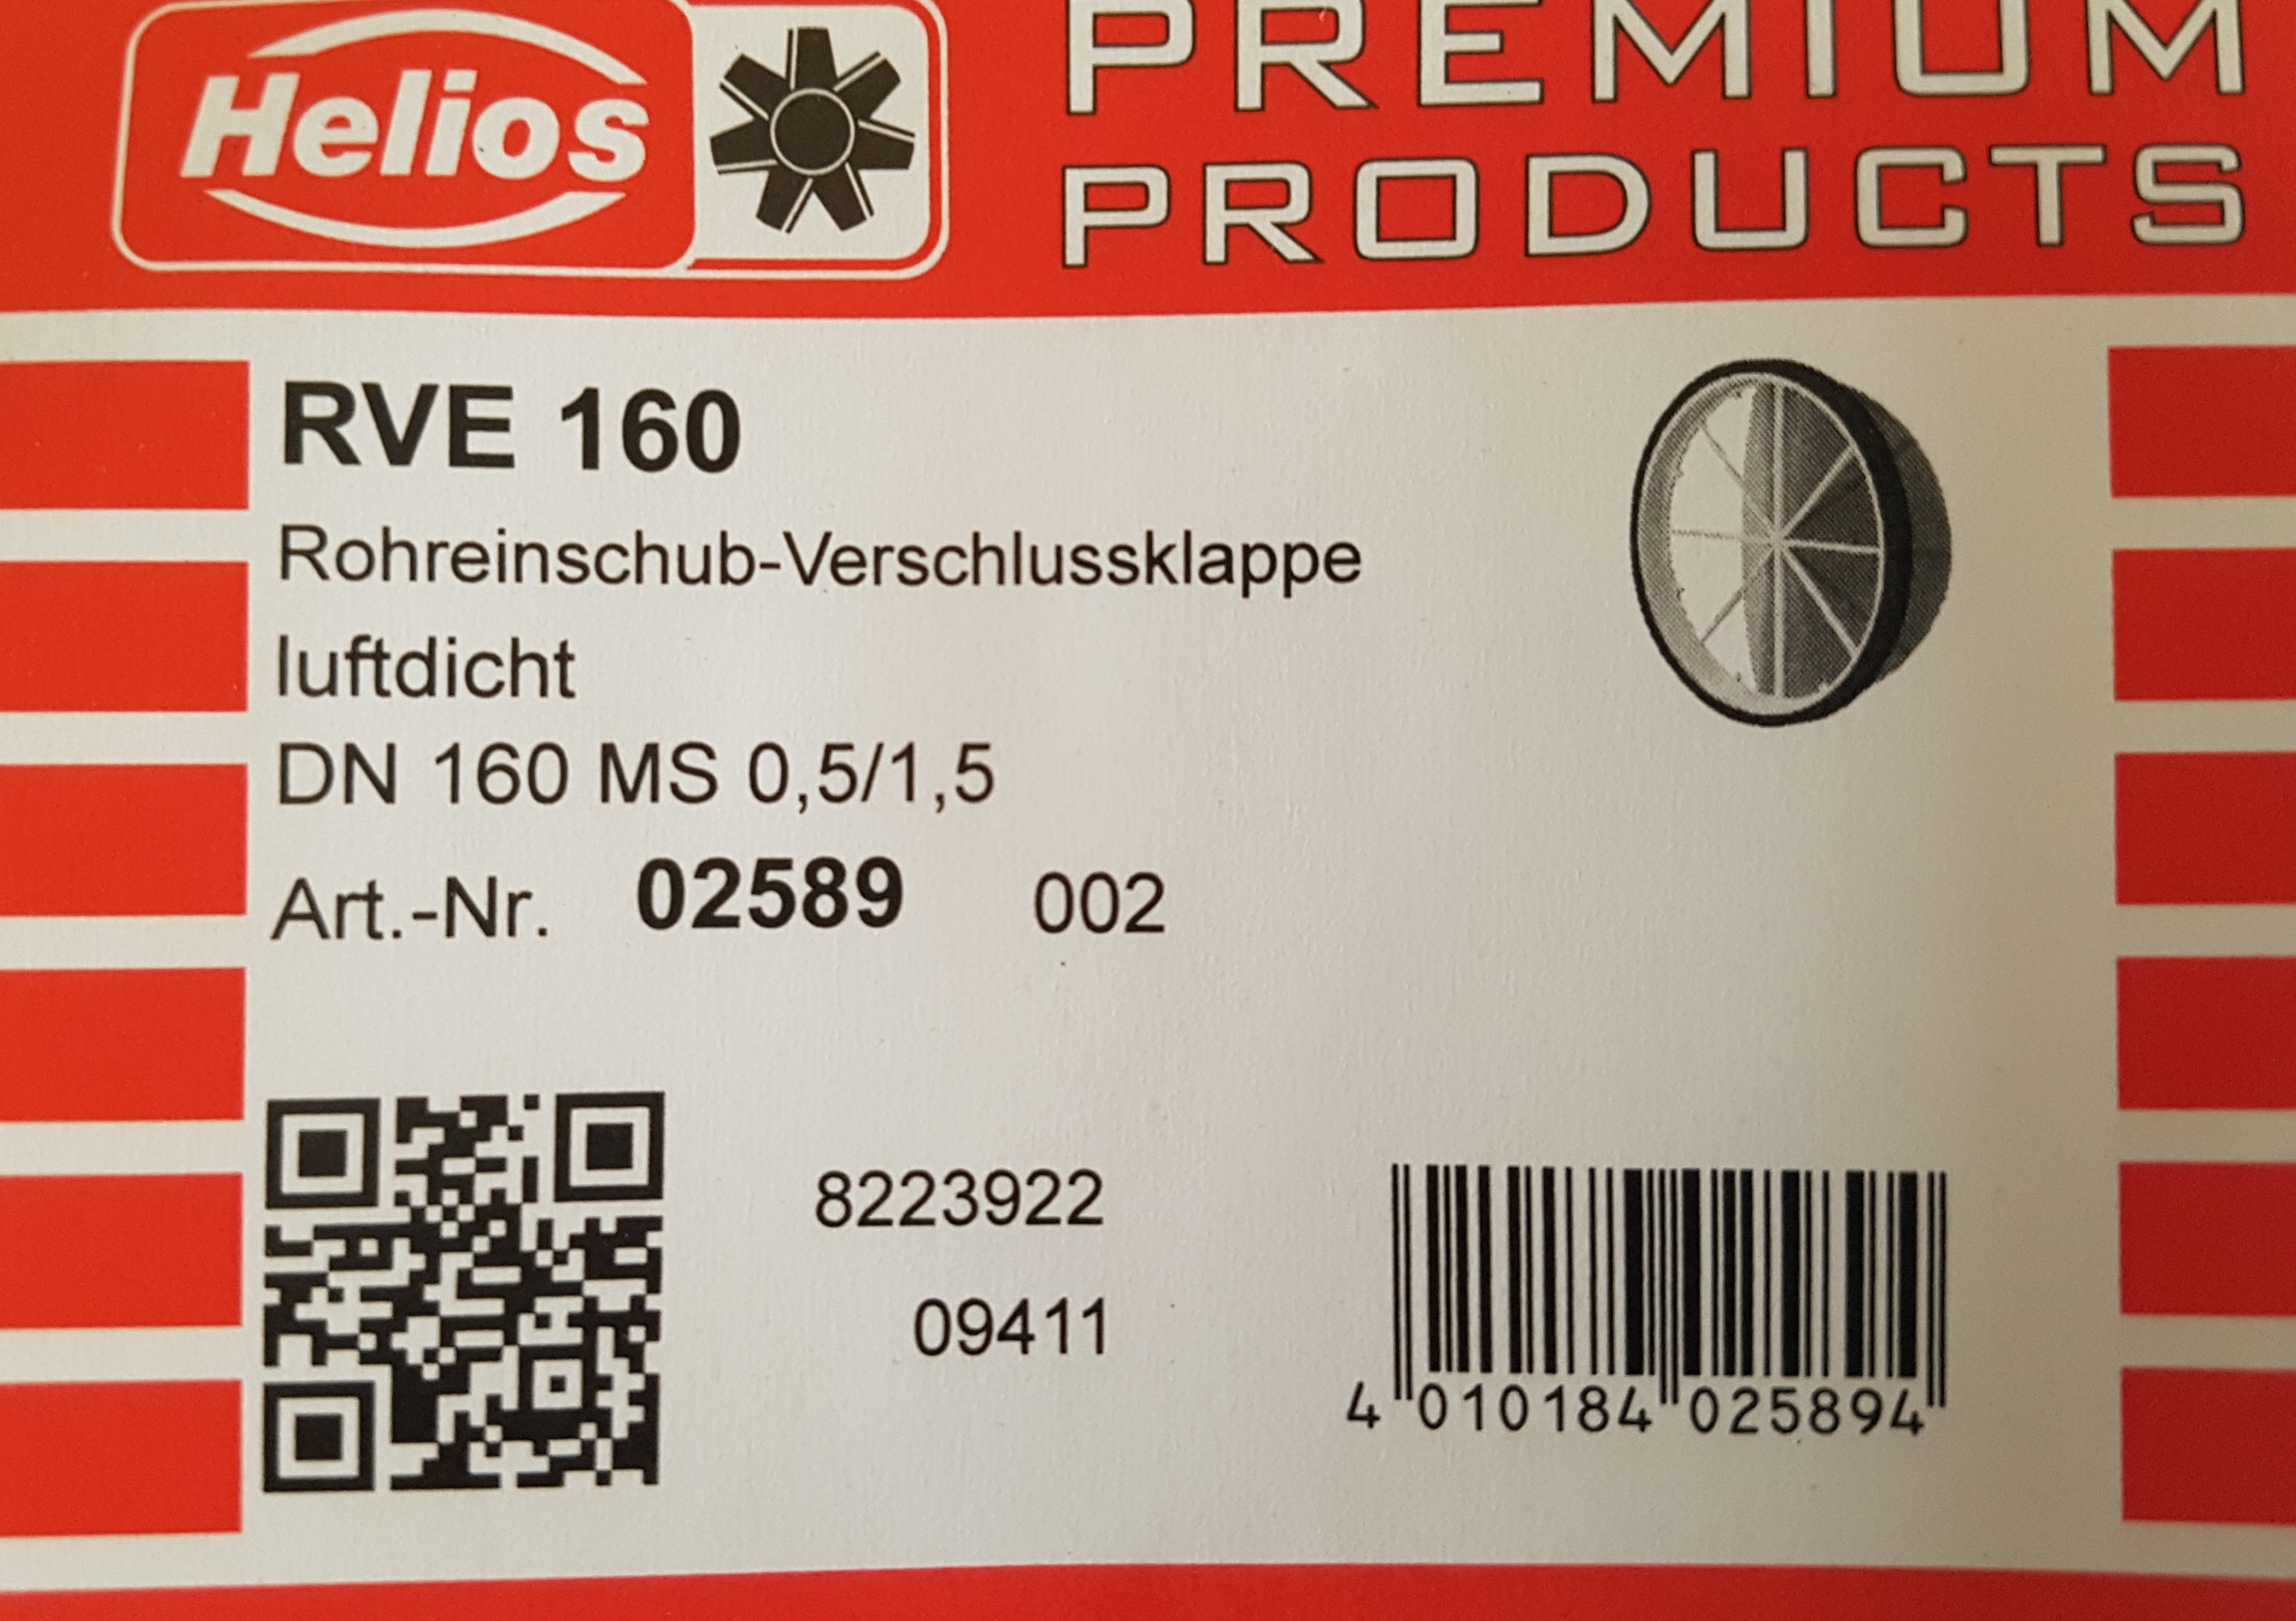 Helios
PREMIUM
PRODUCTS
RVE 160
Rohreinschub-Verschlussklappe
luftdicht
DN 160 MS 0,5/1,5
Art.-Nr. 02589 002
8223922
09411
4 010184 025894